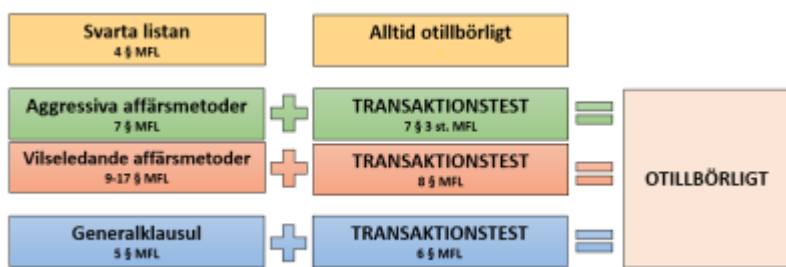 Svarta listan
4 § MFL
Alltid otillbörligt
Aggressiva affärsmetoder
7 § MFL
TRANSAKTIONSTEST
7 § 3 st. MFL
Vilseledande affärsmetoder
9-17 § MFL
TRANSAKTIONSTEST
8 § MFL
OTILLBÖRLIGT
Generalklausul
5 § MFL
TRANSAKTIONSTEST
6 § MFL